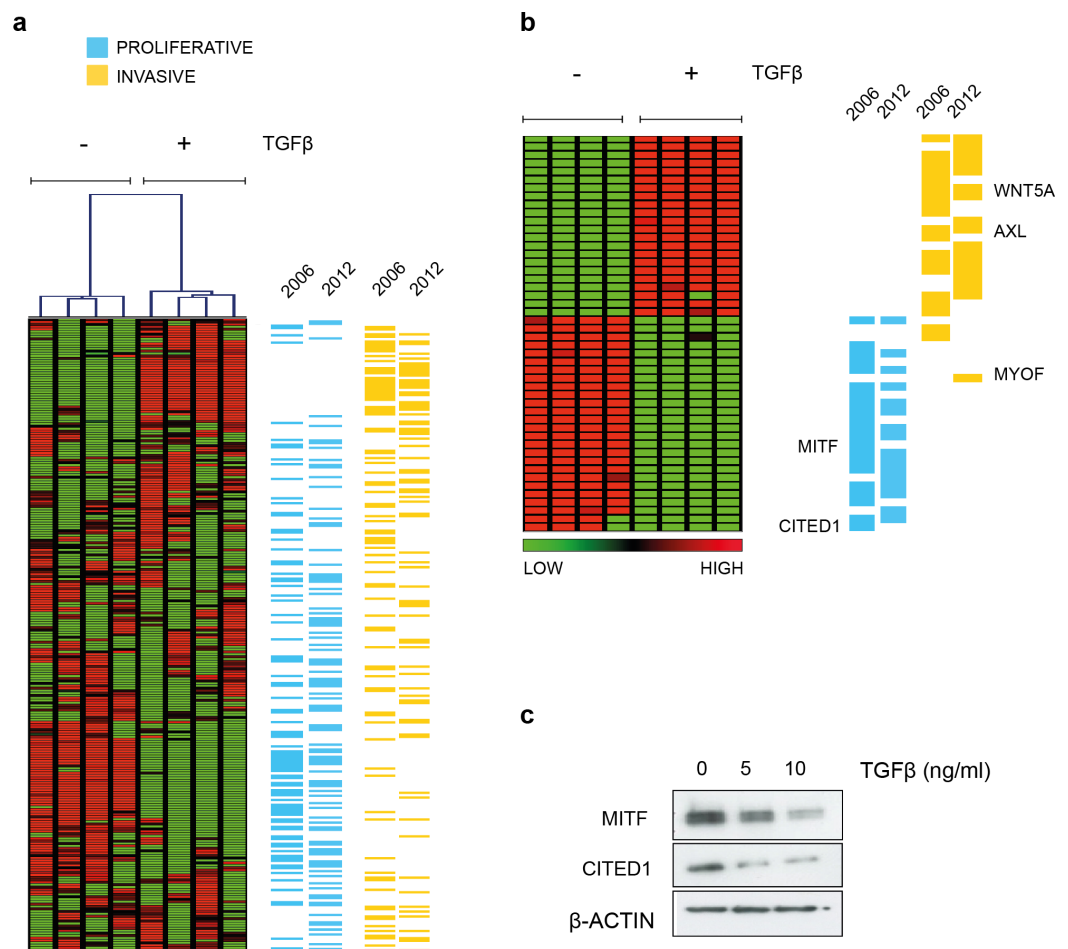 a
PROLIFERATIVE
INVASIVE
- + TGFβ
2006 2012 2006 2012
b
- + TGFβ
2006 2012 2006 2012
WNT5A
AXL
MYOF
MITF
CITED1
LOW HIGH
c
0 5 10 TGFβ (ng/ml)
MITF
CITED1
β-ACTIN